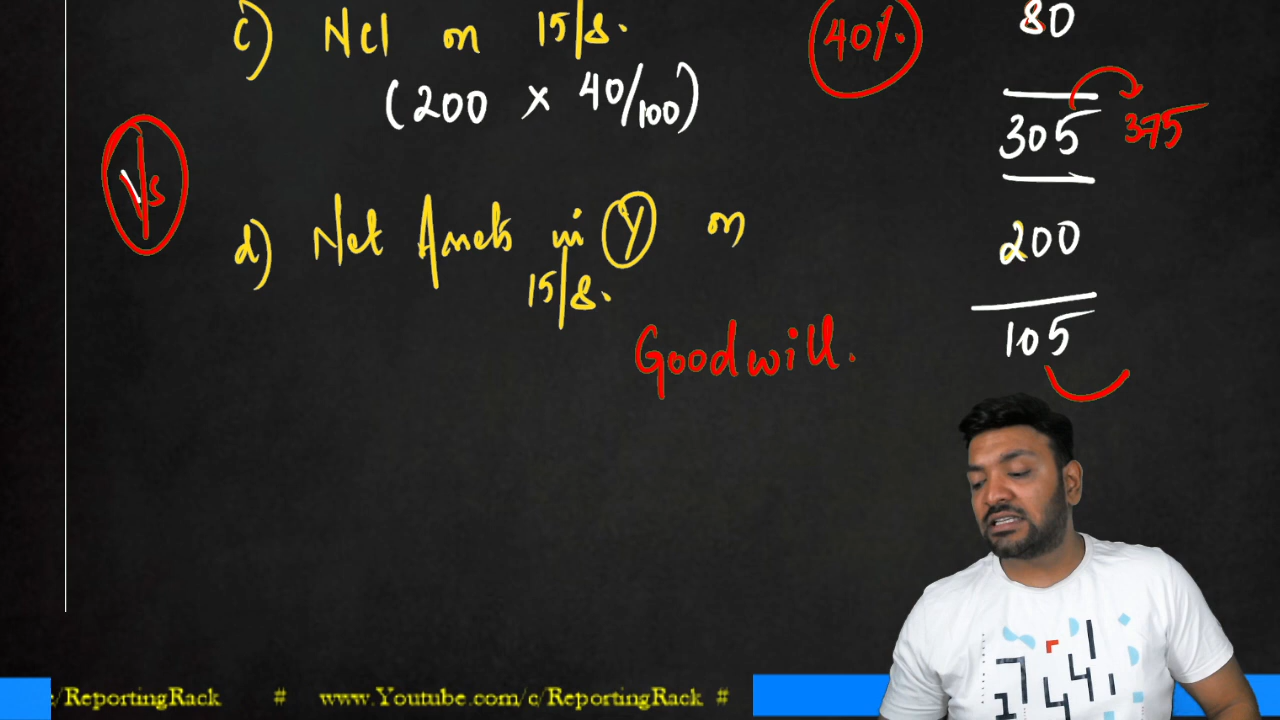 c) NCI on 15/8. 40%. 80
(200 × 40/100)
305 375
Vs
d) Net Assets in Y on 200
15/8.
105
Goodwill.
c/ReportingRack # www.Youtube.com/c/ReportingRack #